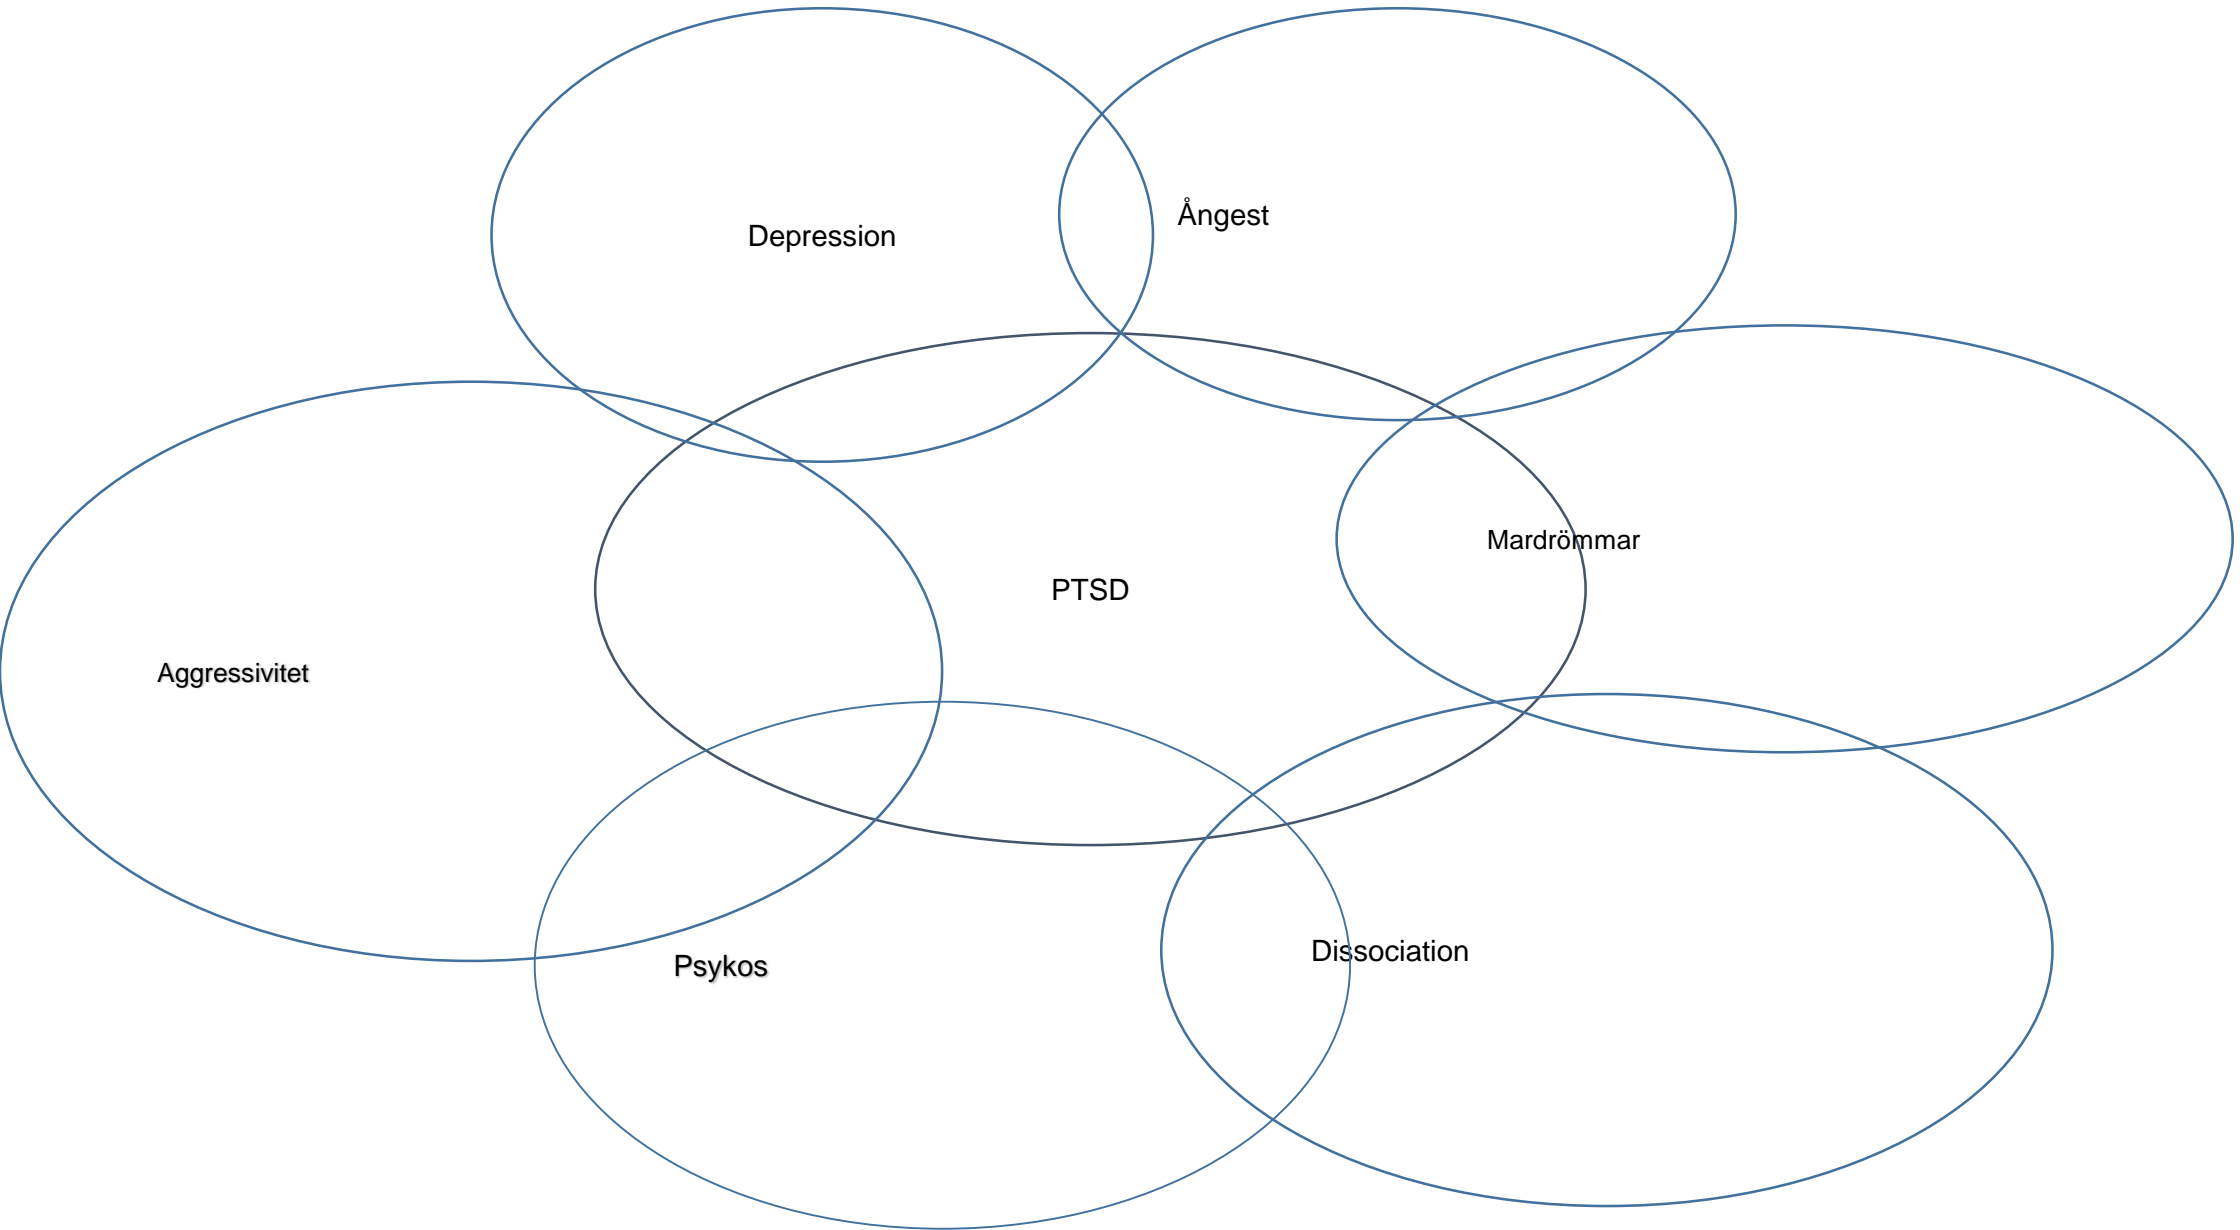 Ångest
Depression
Mardrömmar
PTSD
Aggressivitet
Dissociation
Psykos